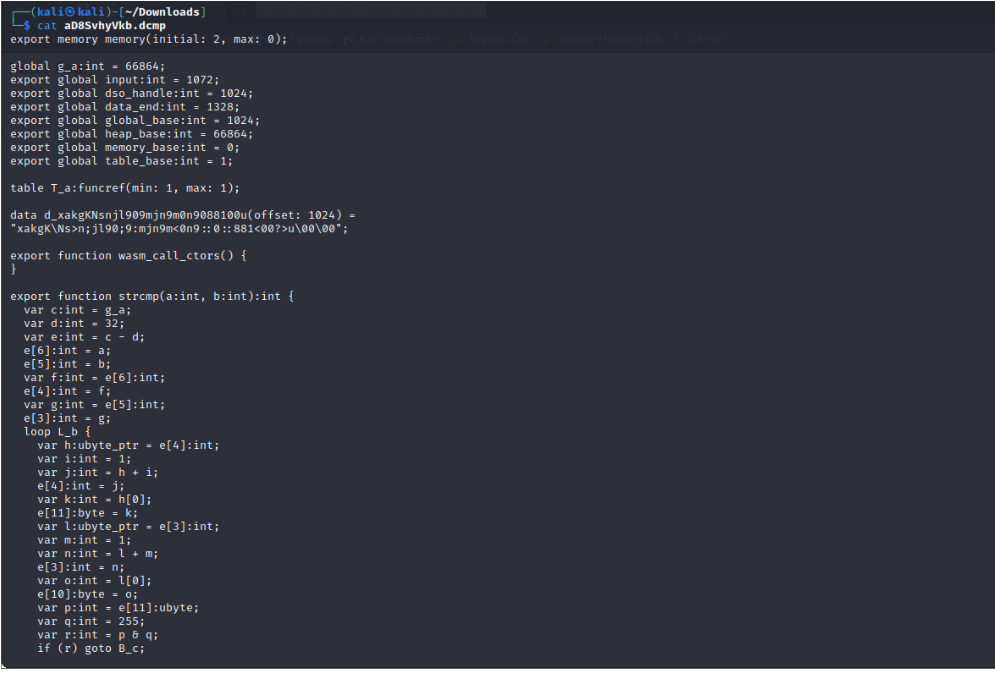 ┌──(kali㉿kali)-[~/Downloads]
└─$ cat aD8SvhyVkb.dcmp
export memory memory(initial: 2, max: 0);

global g_a:int = 66864;
export global input:int = 1072;
export global dso_handle:int = 1024;
export global data_end:int = 1328;
export global global_base:int = 1024;
export global heap_base:int = 66864;
export global memory_base:int = 0;
export global table_base:int = 1;

table T_a:funcref(min: 1, max: 1);

data d_xakgKNsnjl909mjn9m0n9088100u(offset: 1024) =
"xakgK\Ns>n;jl90;9:mjn9m<0n9::0::881<00?>u\00\00";

export function wasm_call_ctors() {
}

export function strcmp(a:int, b:int):int {
  var c:int = g_a;
  var d:int = 32;
  var e:int = c - d;
  e[6]:int = a;
  e[5]:int = b;
  var f:int = e[6]:int;
  e[4]:int = f;
  var g:int = e[5]:int;
  e[3]:int = g;
  loop L_b {
    var h:ubyte_ptr = e[4]:int;
    var i:int = 1;
    var j:int = h + i;
    e[4]:int = j;
    var k:int = h[0];
    e[11]:byte = k;
    var l:ubyte_ptr = e[3]:int;
    var m:int = 1;
    var n:int = l + m;
    e[3]:int = n;
    var o:int = l[0];
    e[10]:byte = o;
    var p:int = e[11]:ubyte;
    var q:int = 255;
    var r:int = p & q;
    if (r) goto B_c;